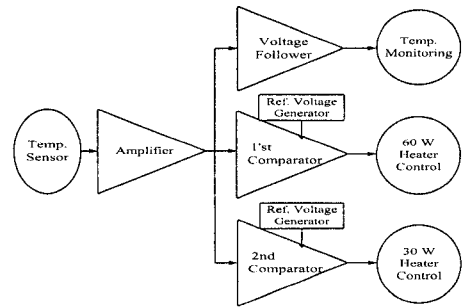 Voltage
Follower
Temp.
Monitoring
Ref. Voltage
Generator
Temp.
Sensor
Amplifier
1'st
Comparator
60 W
Heater
Control
Ref. Voltage
Generator
2nd
Comparator
30 W
Heater
Control